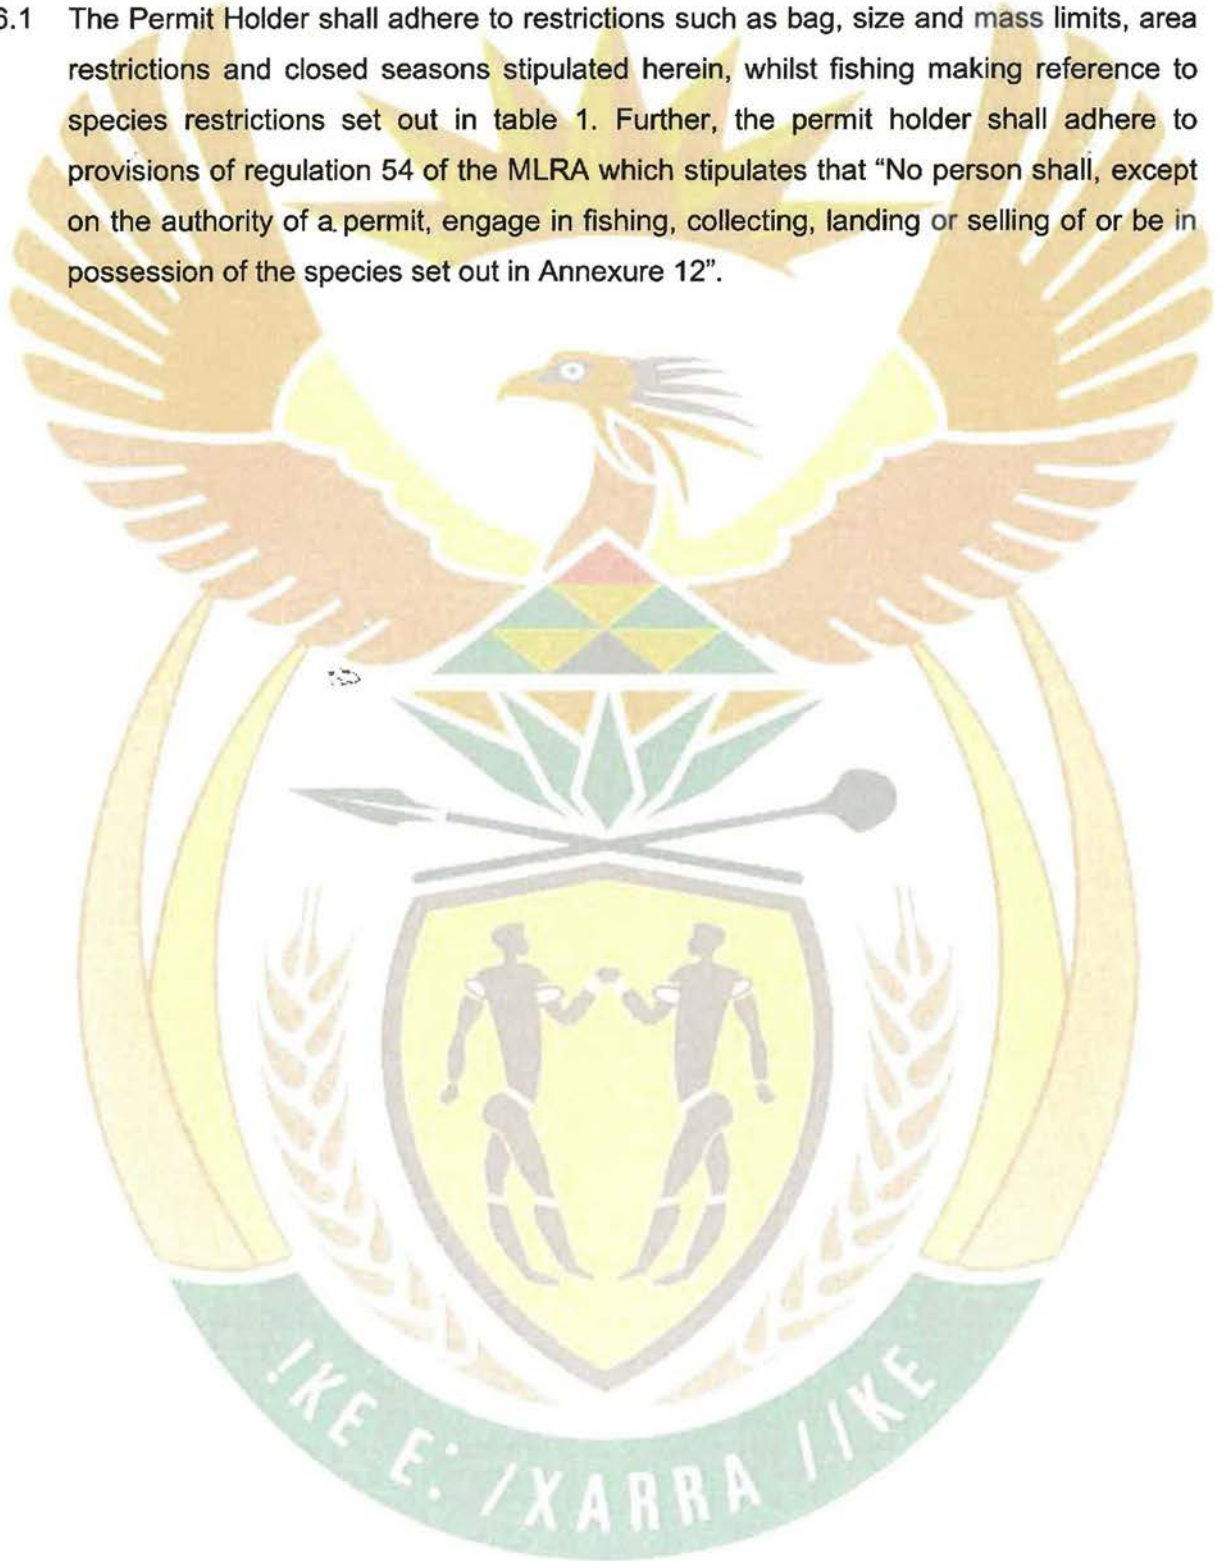 6.1 The Permit Holder shall adhere to restrictions such as bag, size and mass limits, area
restrictions and closed seasons stipulated herein, whilst fishing making reference to
species restrictions set out in table 1. Further, the permit holder shall adhere to
provisions of regulation 54 of the MLRA which stipulates that “No person shall, except
on the authority of a permit, engage in fishing, collecting, landing or selling of or be in
possession of the species set out in Annexure 12”.
!KE E: /XARRA //KE